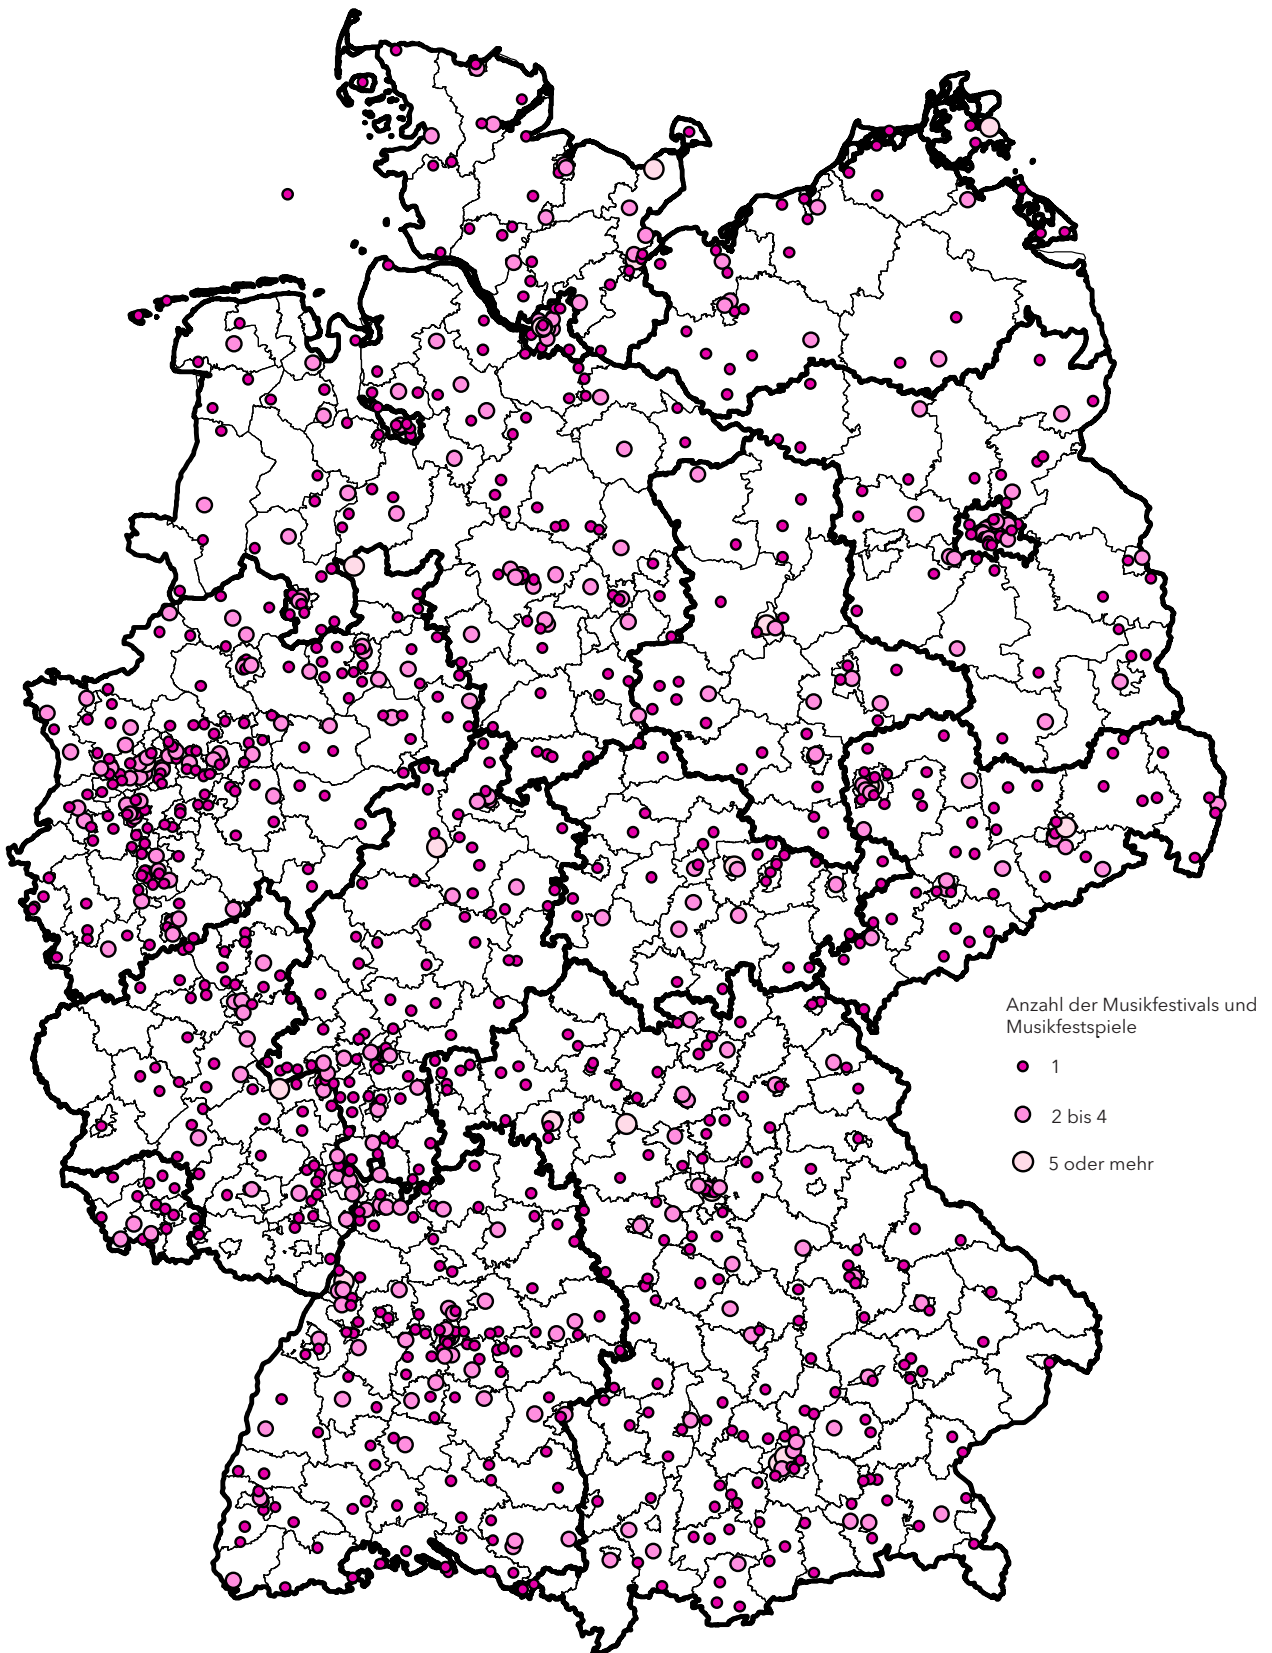 Anzahl der Musikfestivals und
Musikfestspiele
1
2 bis 4
5 oder mehr